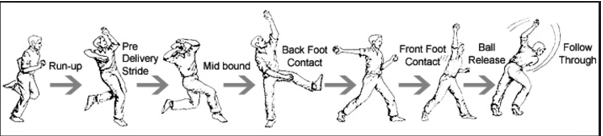 Run-up
Pre
Delivery
Stride
Mid bound
Back Foot
Contact
Front Foot
Contact
Ball
Release
Follow
Through